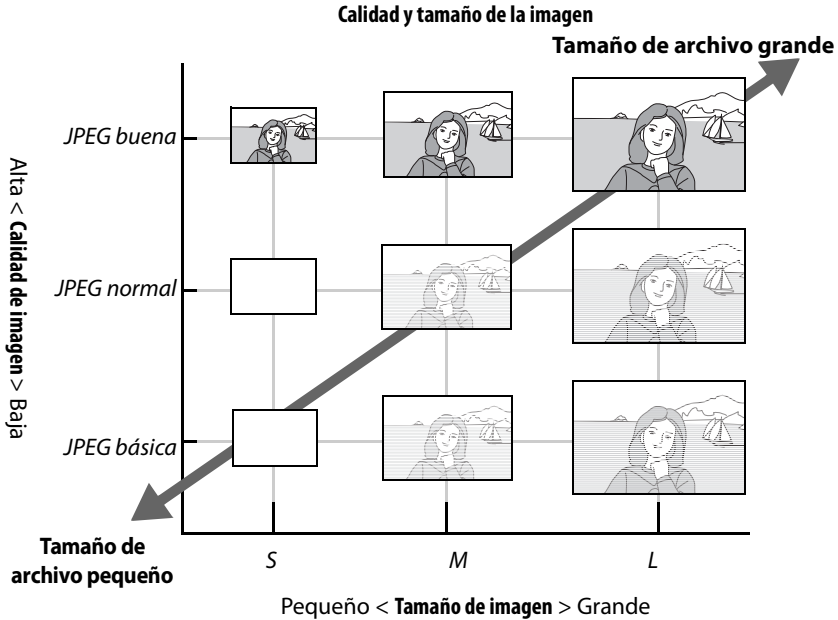 Calidad y tamaño de la imagen
Tamaño de archivo grande
JPEG buena
JPEG normal
JPEG básica
Alta < Calidad de imagen > Baja
Tamaño de
archivo pequeño
S M L
Pequeño < Tamaño de imagen > Grande